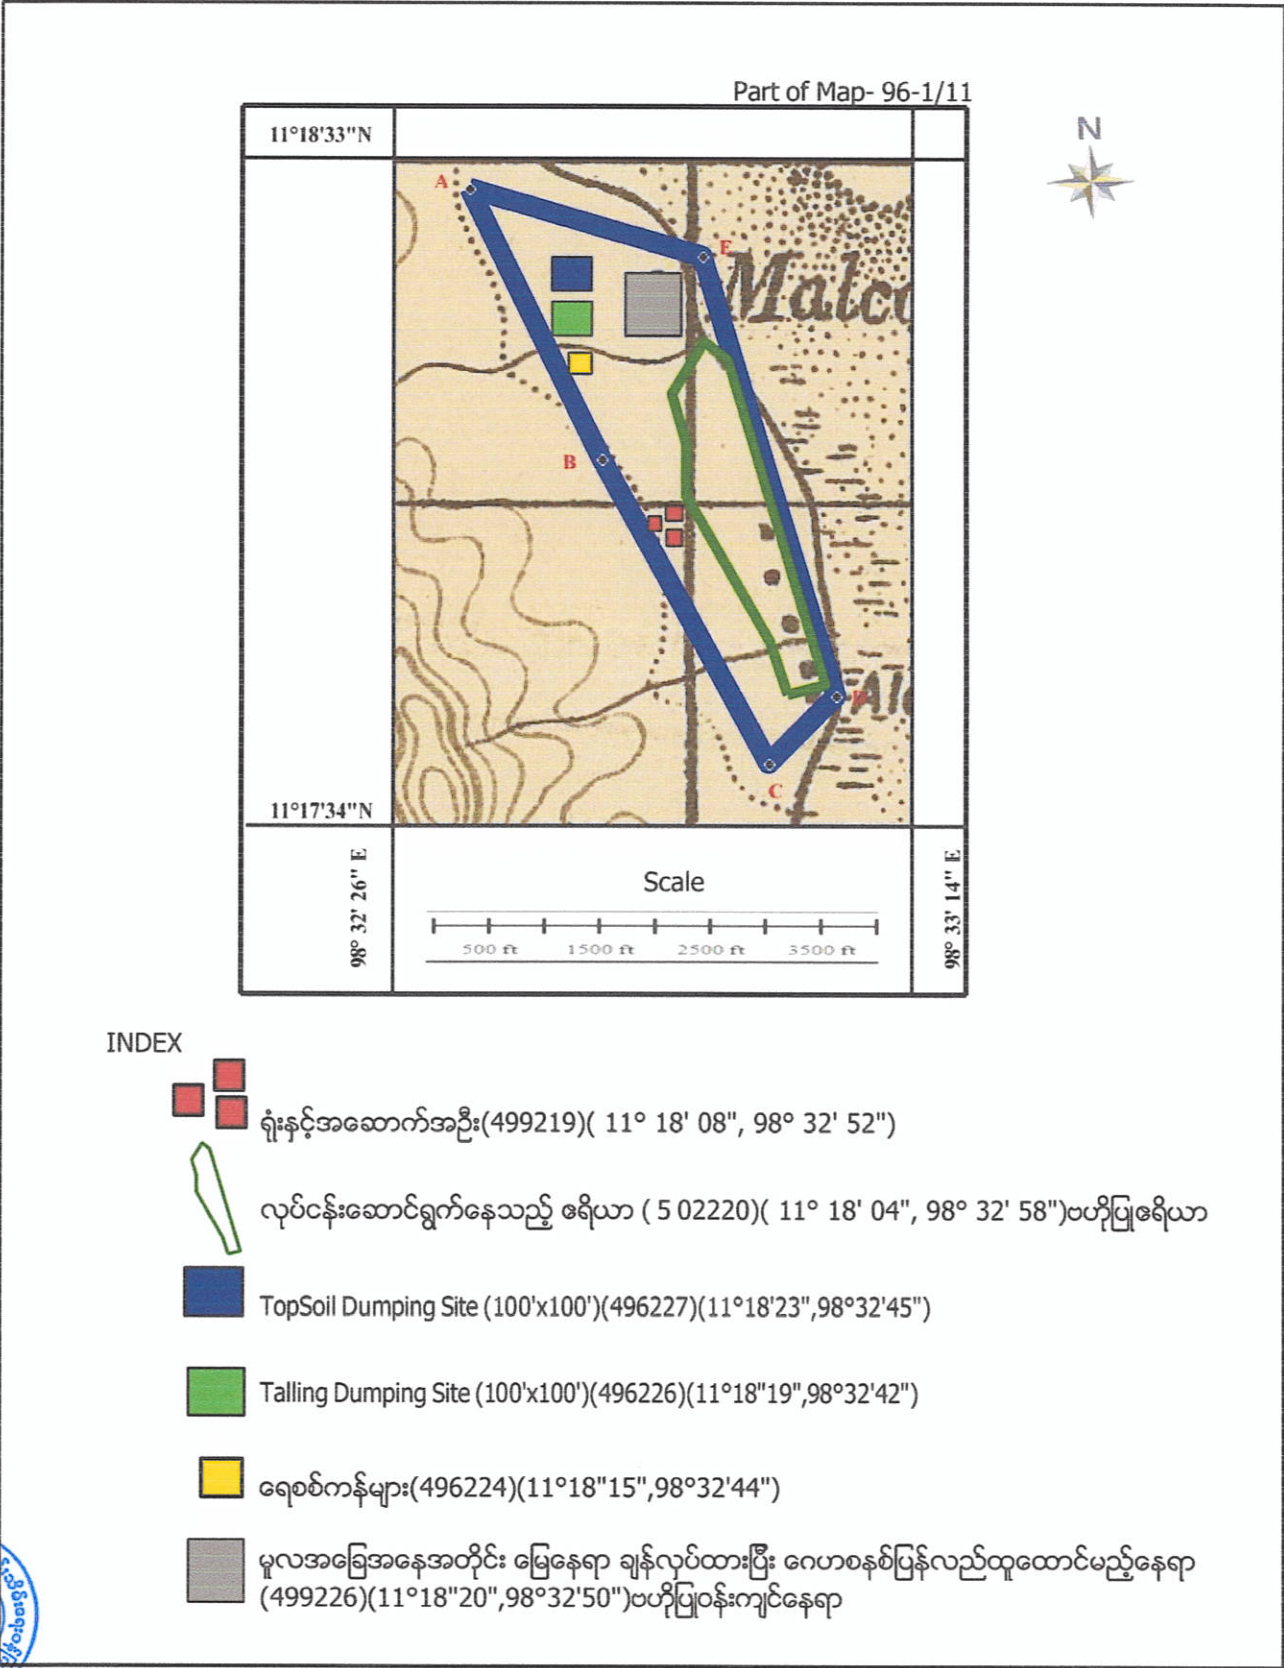 Part of Map- 96-1/11
11°18'33"N
N
A
E
Malco
B
D
Ale
C
11°17'34"N
98° 32' 26" E
98° 33' 14" E
Scale
500 ft 1500 ft 2500 ft 3500 ft
INDEX
ရုံးနှင့်အဆောက်အဦး(499219)( 11° 18' 08", 98° 32' 52")
လုပ်ငန်းဆောင်ရွက်နေသည့် ဧရိယာ ( 5 02220)( 11° 18' 04", 98° 32' 58")ဗဟိုပြုဧရိယာ
TopSoil Dumping Site (100'x100')(496227)(11°18'23",98°32'45")
Talling Dumping Site (100'x100')(496226)(11°18"19",98°32'42")
ရေစစ်ကန်များ(496224)(11°18"15",98°32'44")
မူလအခြေအနေအတိုင်း မြေနေရာ ချန်လှပ်ထားပြီး ဂေဟစနစ်ပြန်လည်ထူထောင်မည့်နေရာ
(499226)(11°18"20",98°32'50")ဗဟိုပြုဝန်းကျင်နေရာ